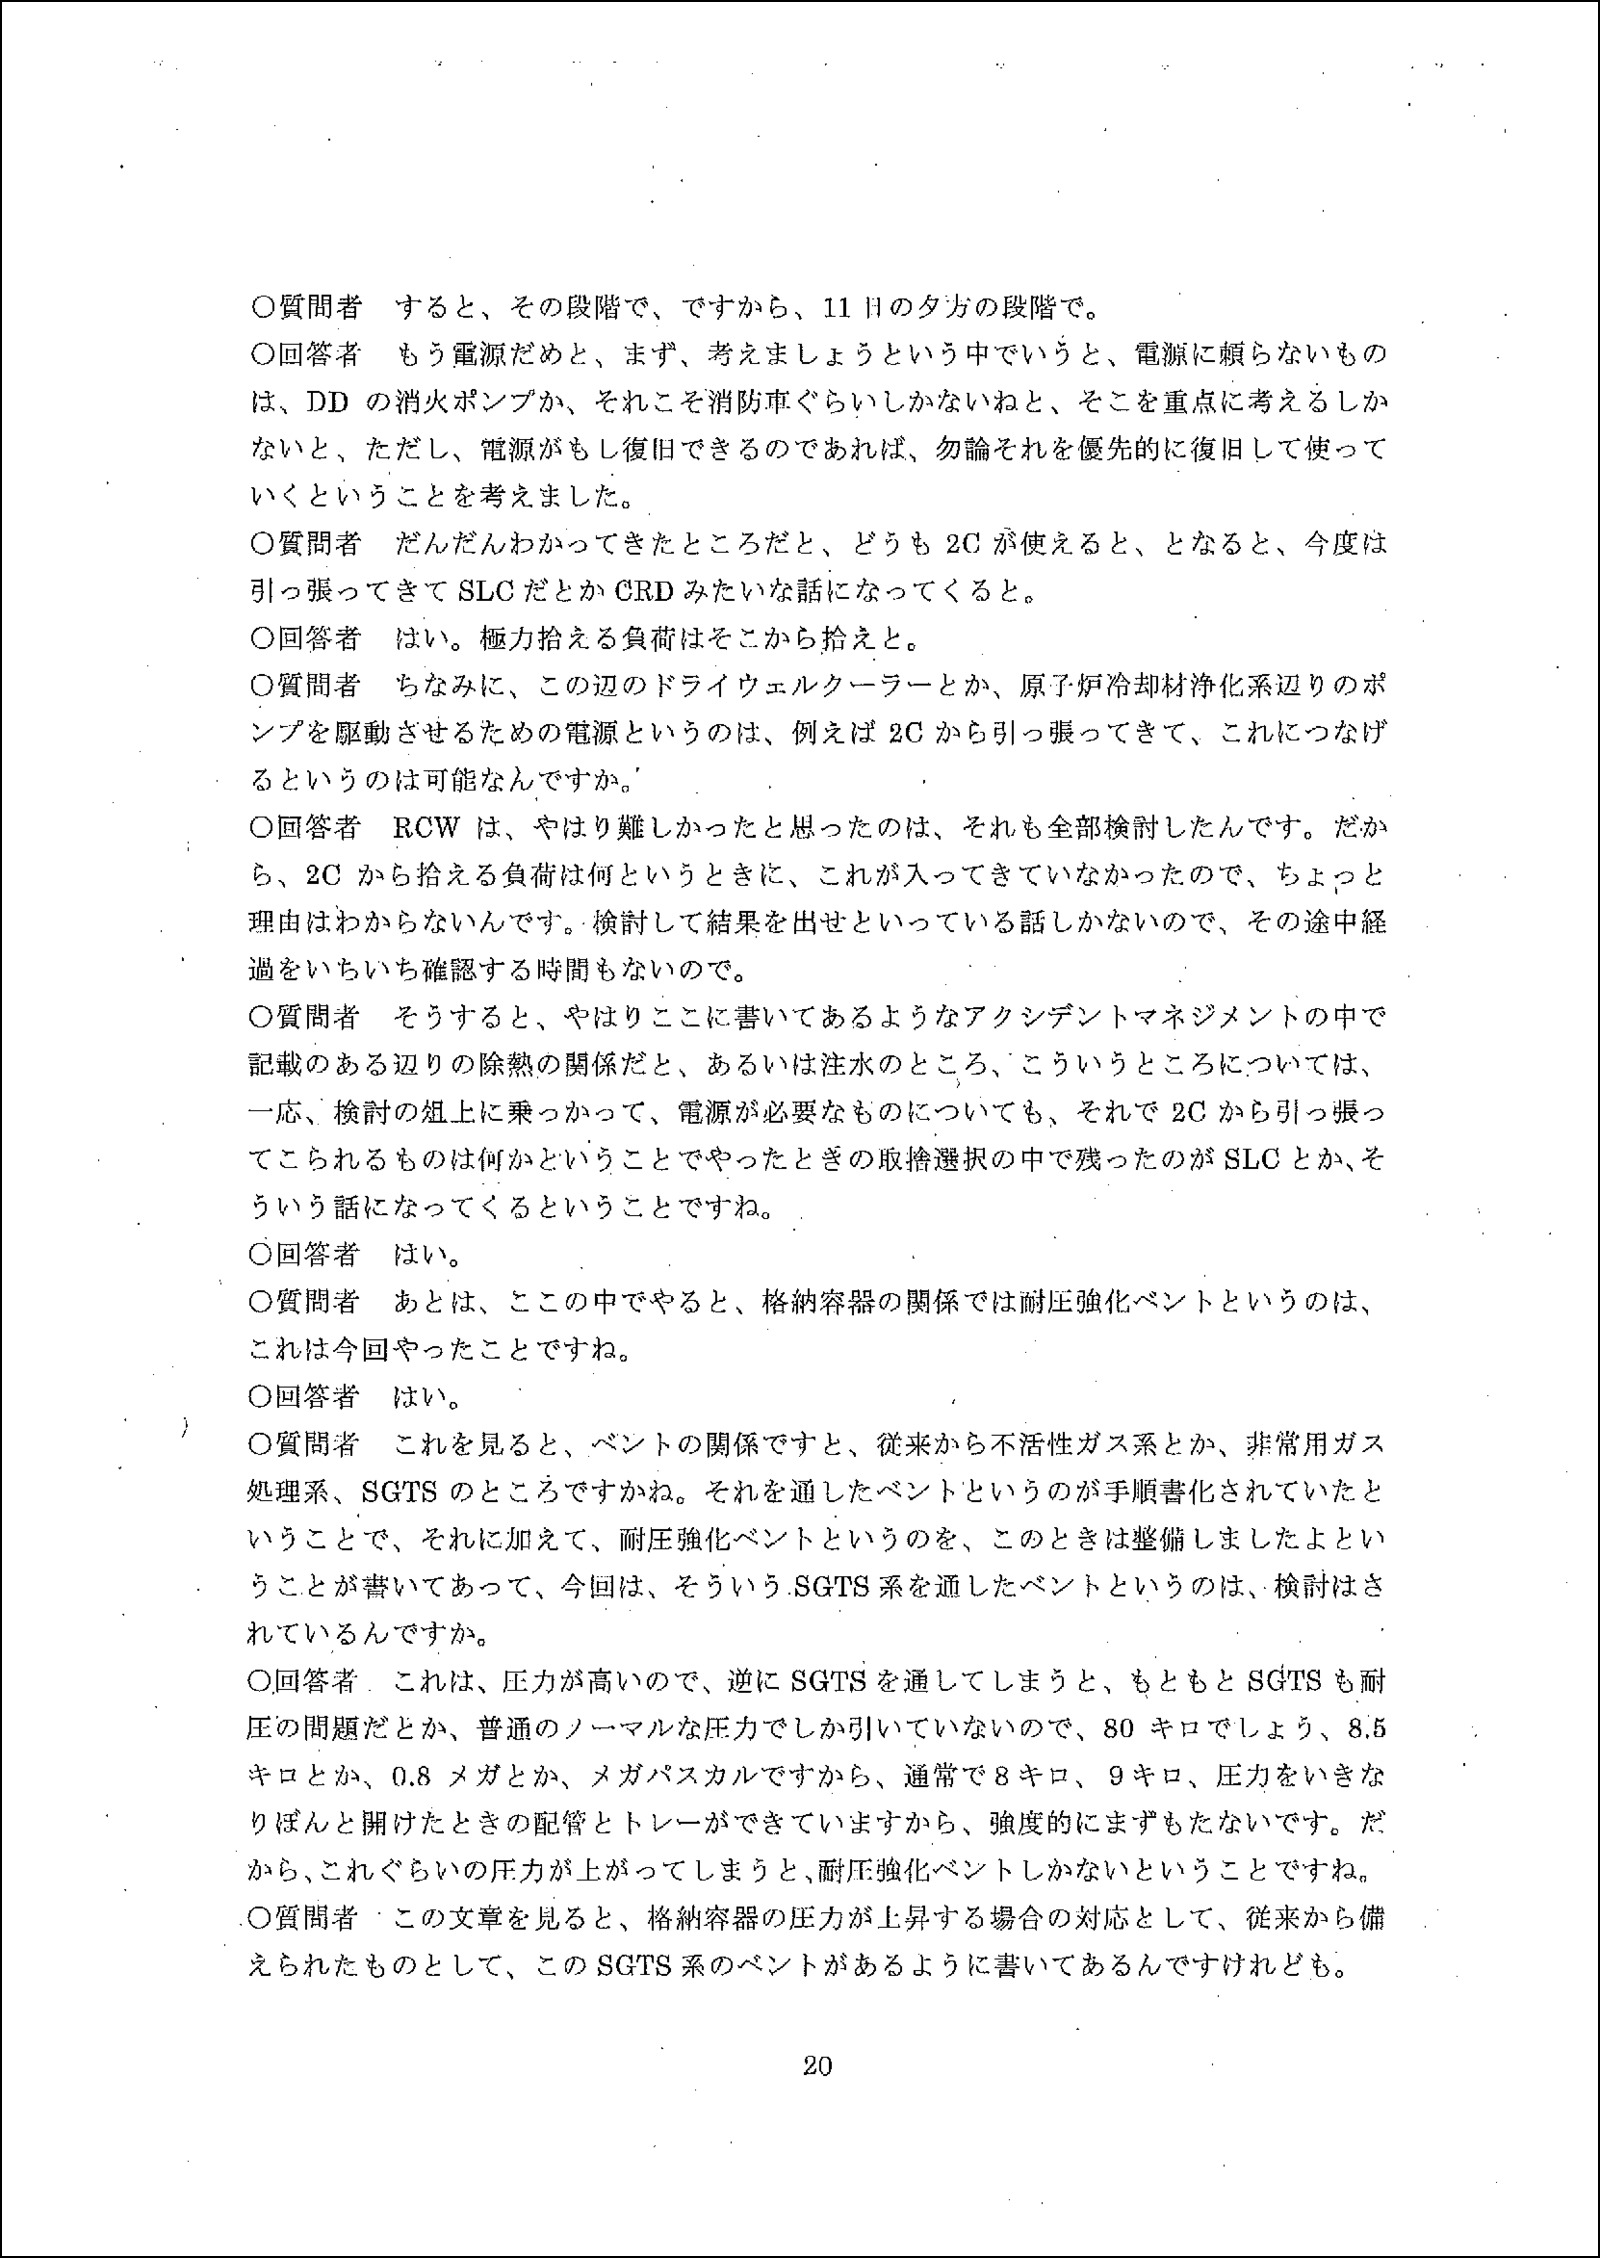 ○質問者　すると、その段階で、ですから、11 日の夕方の段階で。
○回答者　もう電源だめと、まず、考えましょうという中でいうと、電源に頼らないもの
は、DD の消火ポンプか、それこそ消防車ぐらいしかないねと、そこを重点に考えるしか
ないと、ただし、電源がもし復旧できるのであれば、勿論それを優先的に復旧して使って
いくということを考えました。
○質問者　だんだんわかってきたところだと、どうも 2C が使えると、となると、今度は
引っ張ってきて SLC だとか CRD みたいな話になってくると。
○回答者　はい。極力拾える負荷はそこから拾えと。
○質問者　ちなみに、この辺のドライウェルクーラーとか、原子炉冷却材浄化系辺りのポ
ンプを駆動させるための電源というのは、例えば 2C から引っ張ってきて、これにつなげ
るというのは可能なんですか。
○回答者　RCW は、やはり難しかったと思ったのは、それも全部検討したんです。だか
ら、2C から拾える負荷は何というときに、これが入ってきていなかったので、ちょっと
理由はわからないんです。検討して結果を出せといっている話しかないので、その途中経
過をいちいち確認する時間もないので。
○質問者　そうすると、やはりここに書いてあるようなアクシデントマネジメントの中で
記載のある辺りの除熱の関係だと、あるいは注水のところ、こういうところについては、
一応、検討の俎上に乗っかって、電源が必要なものについても、それで 2C から引っ張っ
てこられるものは何かということでやったときの取捨選択の中で残ったのが SLC とか、そ
ういう話になってくるということですね。
○回答者　はい。
○質問者　あとは、ここの中でやると、格納容器の関係では耐圧強化ベントというのは、
これは今回やったことですね。
○回答者　はい。
○質問者　これを見ると、ベントの関係ですと、従来から不活性ガス系とか、非常用ガス
処理系、SGTS のところですかね。それを通したベントというのが手順書化されていたと
いうことで、それに加えて、耐圧強化ベントというのを、このときは整備しましたよとい
うことが書いてあって、今回は、そういう SGTS 系を通したベントというのは、検討はさ
れているんですか。
○回答者　これは、圧力が高いので、逆に SGTS を通してしまうと、もともと SGTS も耐
圧の問題だとか、普通のノーマルな圧力でしか引いていないので、80 キロでしょう、8.5
キロとか、0.8 メガとか、メガパスカルですから、通常で８キロ、９キロ、圧力をいきな
りぼんと開けたときの配管とトレーができていますから、強度的にまずもたないです。だ
から、これぐらいの圧力が上がってしまうと、耐圧強化ベントしかないということですね。
○質問者　この文章を見ると、格納容器の圧力が上昇する場合の対応として、従来から備
えられたものとして、この SGTS 系のベントがあるように書いてあるんですけれども。
20